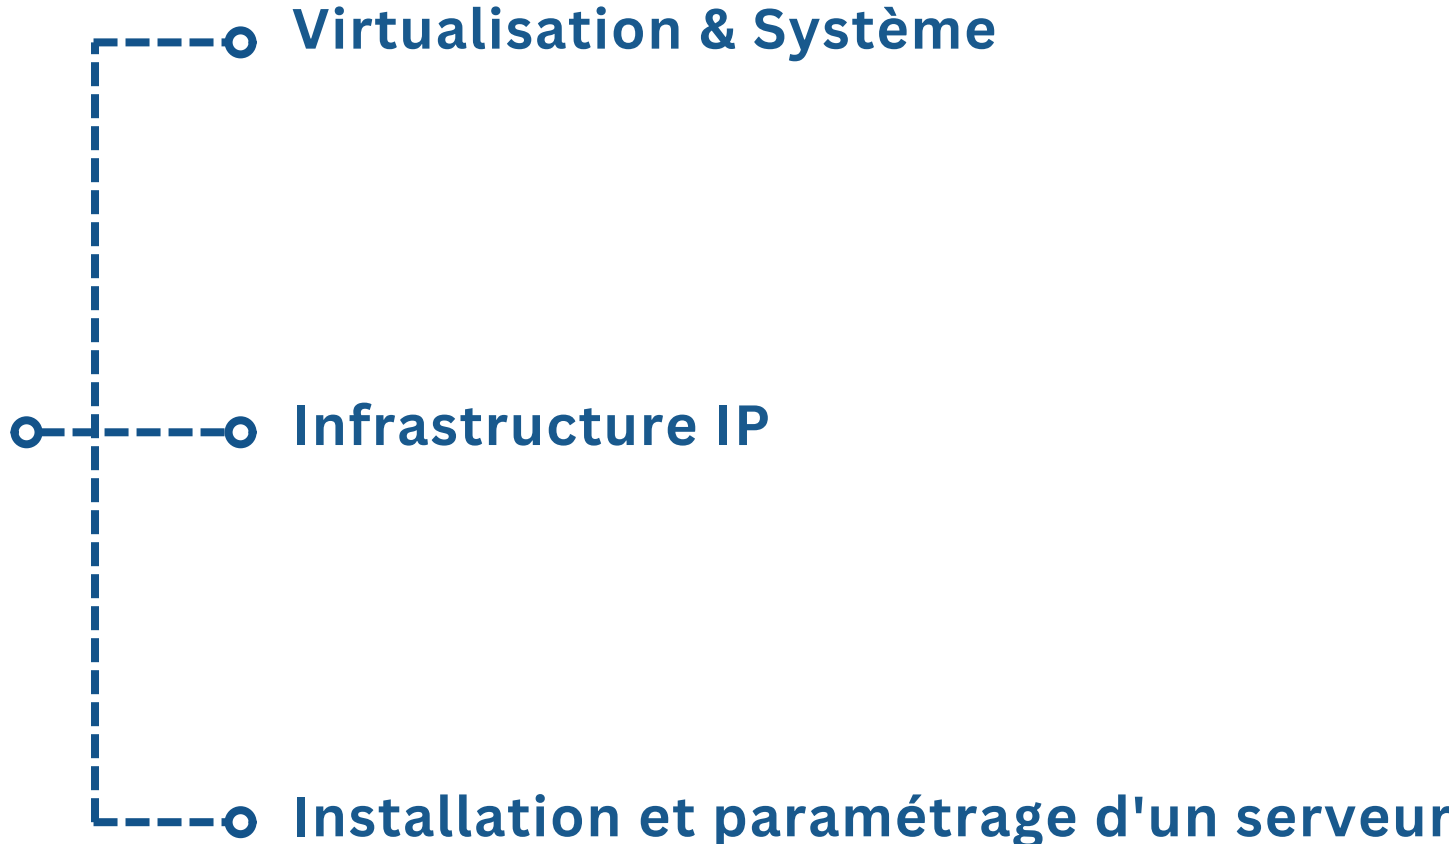 Virtualisation & Système
Infrastructure IP
Installation et paramétrage d'un serveur